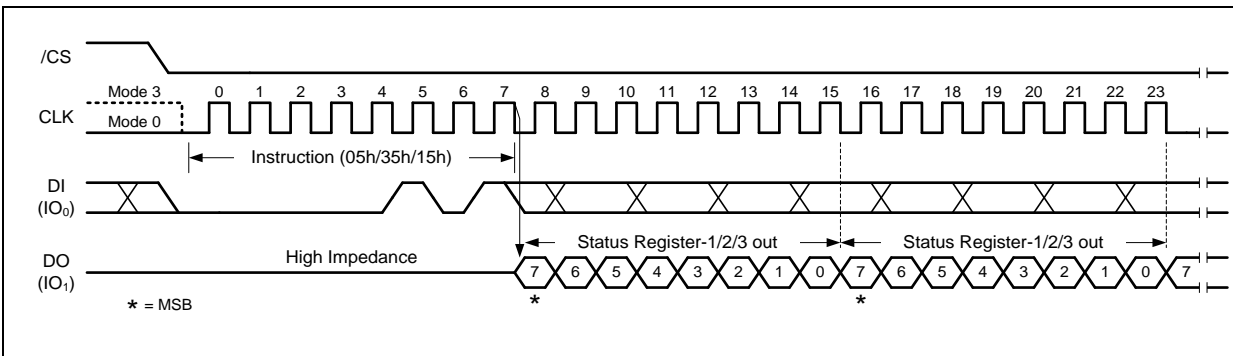 /CS
Mode 3 0 1 2 3 4 5 6 7 8 9 10 11 12 13 14 15 16 17 18 19 20 21 22 23
CLK Mode 0
Instruction (05h/35h/15h)
DI
(IO₀)
Status Register-1/2/3 out Status Register-1/2/3 out
High Impedance
DO 7 6 5 4 3 2 1 0 7 6 5 4 3 2 1 0 7
(IO₁)
* = MSB * *